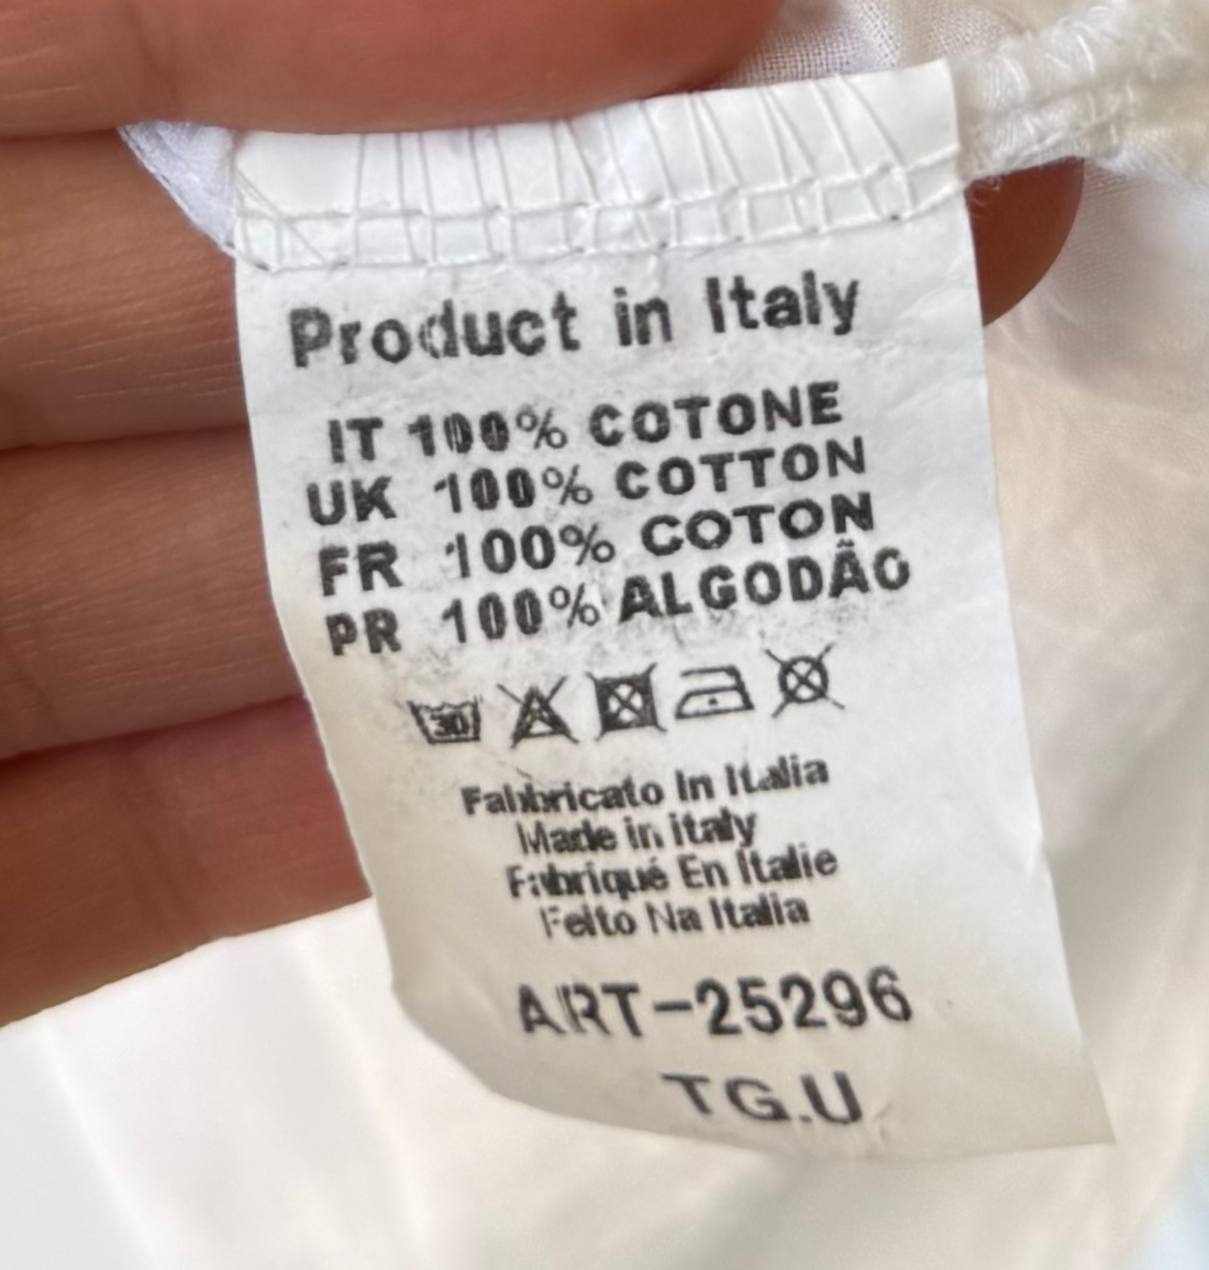 Product in Italy
IT 100% COTONE
UK 100% COTTON
FR 100% COTON
PR 100% ALGODÃO
30
Fabbricato In Italia
Made in italy
Fabriqué En Italie
Feito Na Italia
ART-25296
TG.U